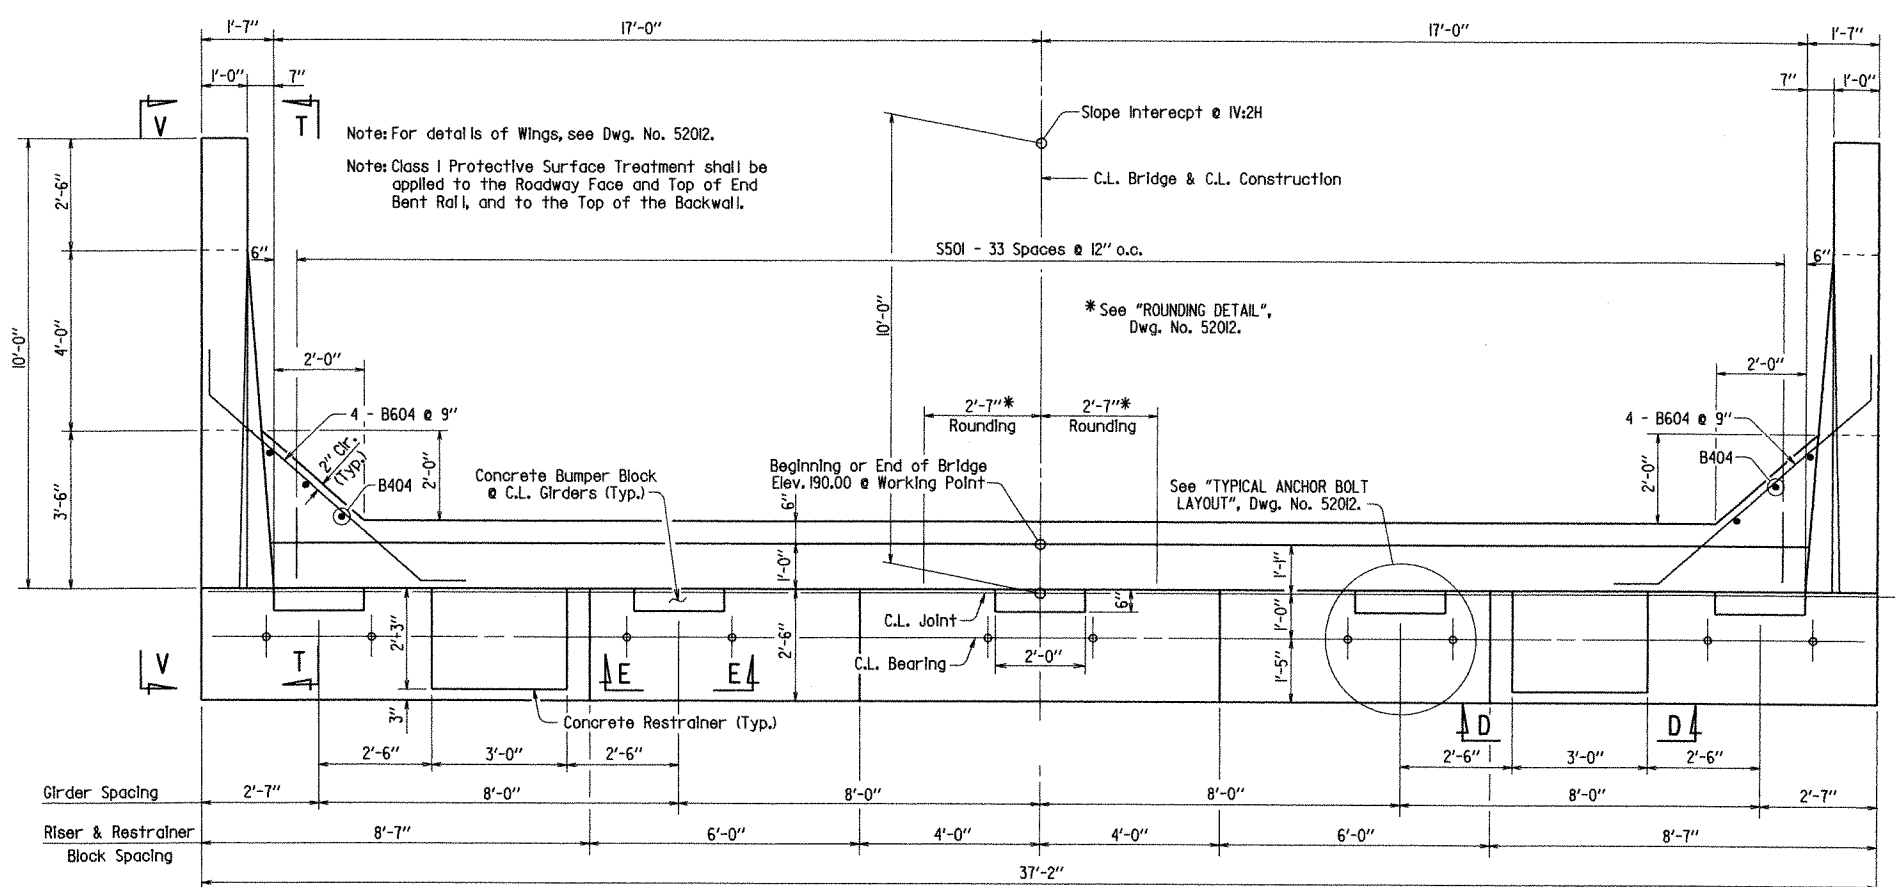 1'-7"
17'-0"
17'-0"
1'-7"
1'-0"
7"
7"
1'-0"
V
T
Note: For details of Wings, see Dwg. No. 52012.
Note: Class 1 Protective Surface Treatment shall be
applied to the Roadway Face and Top of End
Bent Rail, and to the Top of the Backwall.
Slope Interecpt @ 1V:2H
C.L. Bridge & C.L. Construction
2'-6"
6"
S501 - 33 Spaces @ 12" o.c.
6"
10'-0"
4'-0"
10'-0"
* See "ROUNDING DETAIL",
Dwg. No. 52012.
2'-0"
2'-0"
4 - B604 @ 9"
2'-7"*
Rounding
2'-7"*
Rounding
4 - B604 @ 9"
2" Clr.
(Typ.)
B404
2'-0"
3'-6"
Concrete Bumper Block
@ C.L. Girders (Typ.)
Beginning or End of Bridge
Elev. 190.00 @ Working Point
6"
See "TYPICAL ANCHOR BOLT
LAYOUT", Dwg. No. 52012.
B404
2'-0"
1'-0"
1'-1"
2'-3"
2'-6"
C.L. Joint
6"
1'-0"
C.L. Bearing
2'-0"
1'-5"
V
T
E
E
3"
Concrete Restrainer (Typ.)
D
D
2'-6"
3'-0"
2'-6"
2'-6"
3'-0"
2'-6"
Girder Spacing
2'-7"
8'-0"
8'-0"
8'-0"
8'-0"
2'-7"
Riser & Restrainer
Block Spacing
8'-7"
6'-0"
4'-0"
4'-0"
6'-0"
8'-7"
37'-2"